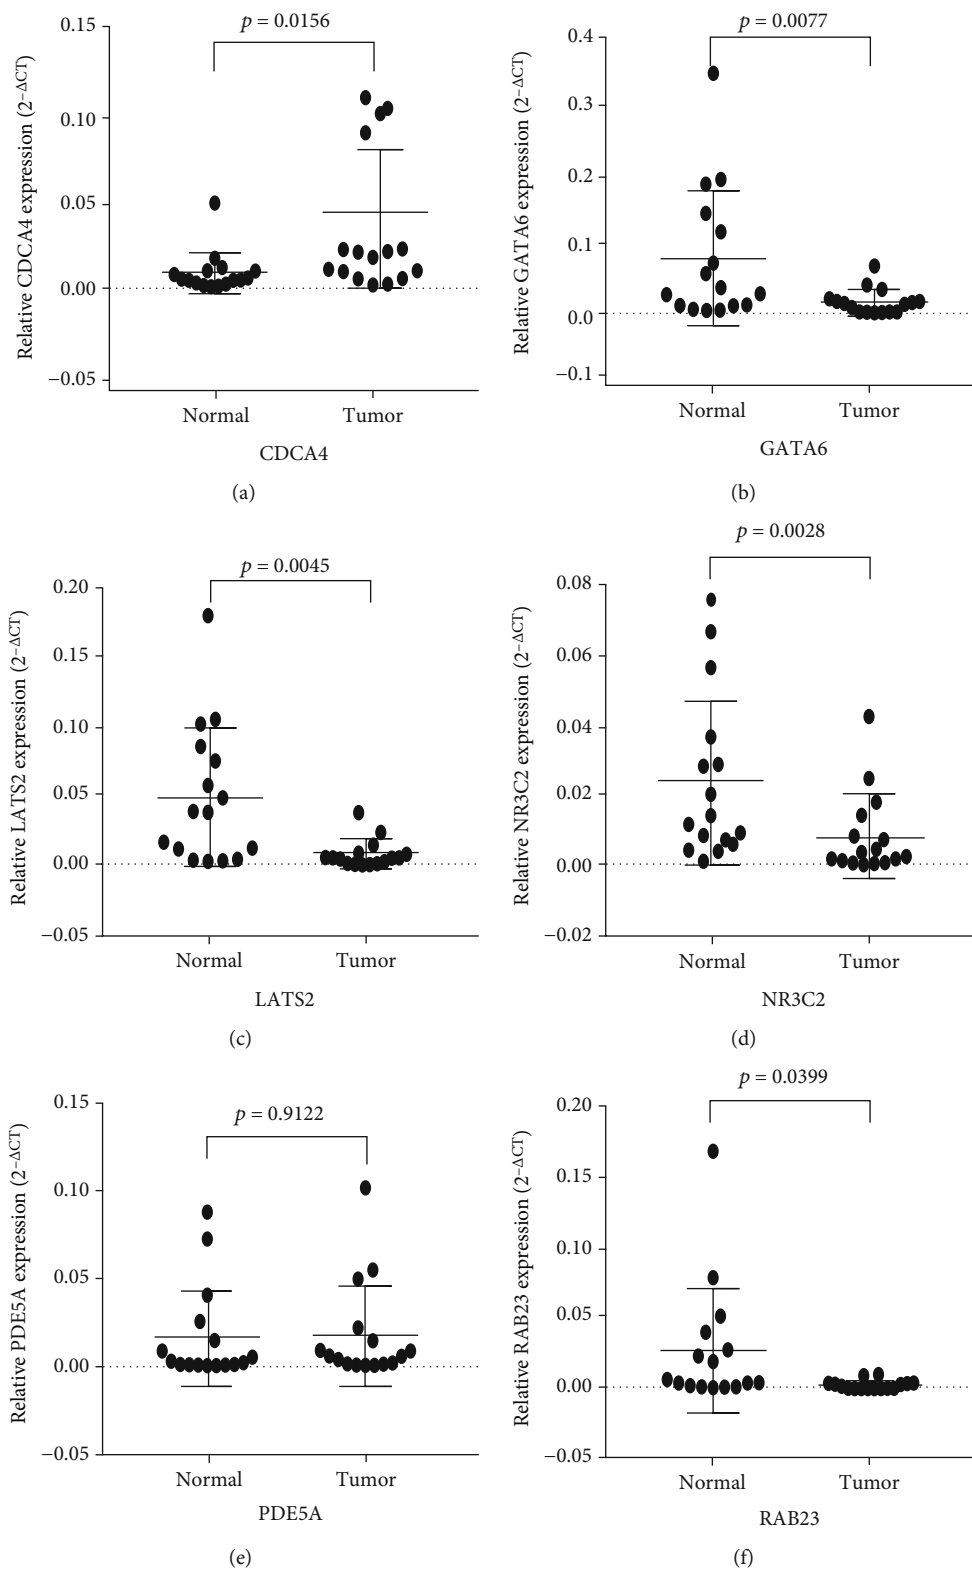 p = 0.0156
Relative CDCA4 expression (2−ΔCT)
0.15
0.10
0.05
0.00
−0.05
Normal Tumor
CDCA4
(a)
p = 0.0077
Relative GATA6 expression (2−ΔCT)
0.4
0.3
0.2
0.1
0.0
−0.1
Normal Tumor
GATA6
(b)
p = 0.0045
Relative LATS2 expression (2−ΔCT)
0.20
0.15
0.10
0.05
0.00
−0.05
Normal Tumor
LATS2
(c)
p = 0.0028
Relative NR3C2 expression (2−ΔCT)
0.08
0.06
0.04
0.02
0.00
−0.02
Normal Tumor
NR3C2
(d)
p = 0.9122
Relative PDE5A expression (2−ΔCT)
0.15
0.10
0.05
0.00
−0.05
Normal Tumor
PDE5A
(e)
p = 0.0399
Relative RAB23 expression (2−ΔCT)
0.20
0.15
0.10
0.05
0.00
−0.05
Normal Tumor
RAB23
(f)